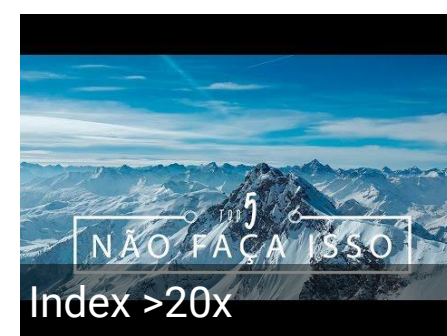 TOP 5
NÃO FAÇA ISSO
Index >20x